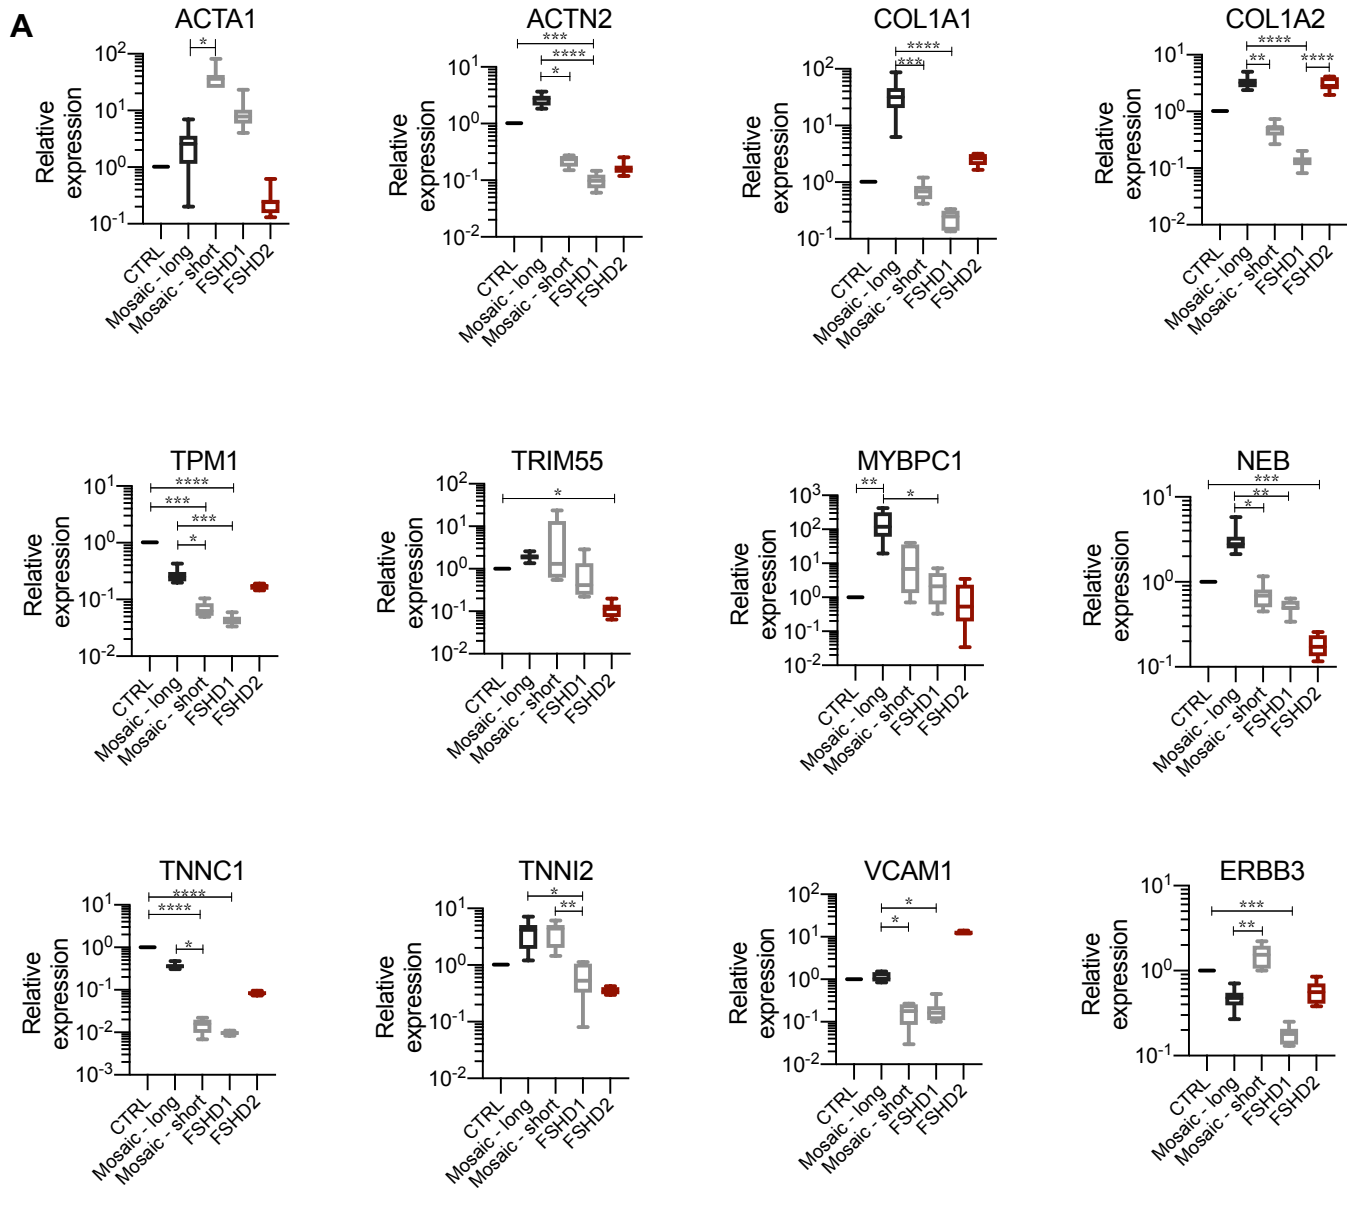 A
ACTA1
Relative
expression
10²
10¹
10⁰
10⁻¹
*
CTRL
Mosaic - long
Mosaic - short
FSHD1
FSHD2
ACTN2
Relative
expression
10¹
10⁰
10⁻¹
10⁻²
***
****
*
CTRL
Mosaic - long
Mosaic - short
FSHD1
FSHD2
COL1A1
Relative
expression
10²
10¹
10⁰
10⁻¹
****
***
CTRL
Mosaic - long
Mosaic - short
FSHD1
FSHD2
COL1A2
Relative
expression
10¹
10⁰
10⁻¹
10⁻²
****
** ****
CTRL
Mosaic - long
Mosaic - short
FSHD1
FSHD2
TPM1
Relative
expression
10¹
10⁰
10⁻¹
10⁻²
****
***
***
*
CTRL
Mosaic - long
Mosaic - short
FSHD1
FSHD2
TRIM55
Relative
expression
10²
10¹
10⁰
10⁻¹
10⁻²
*
CTRL
Mosaic - long
Mosaic - short
FSHD1
FSHD2
MYBPC1
Relative
expression
10³
10²
10¹
10⁰
10⁻¹
10⁻²
**
*
CTRL
Mosaic - long
Mosaic - short
FSHD1
FSHD2
NEB
Relative
expression
10¹
10⁰
10⁻¹
***
**
*
CTRL
Mosaic - long
Mosaic - short
FSHD1
FSHD2
TNNC1
Relative
expression
10¹
10⁰
10⁻¹
10⁻²
10⁻³
****
****
*
CTRL
Mosaic - long
Mosaic - short
FSHD1
FSHD2
TNNI2
Relative
expression
10¹
10⁰
10⁻¹
10⁻²
*
**
CTRL
Mosaic - long
Mosaic - short
FSHD1
FSHD2
VCAM1
Relative
expression
10²
10¹
10⁰
10⁻¹
10⁻²
*
*
CTRL
Mosaic - long
Mosaic - short
FSHD1
FSHD2
ERBB3
Relative
expression
10¹
10⁰
10⁻¹
***
**
CTRL
Mosaic - long
Mosaic - short
FSHD1
FSHD2